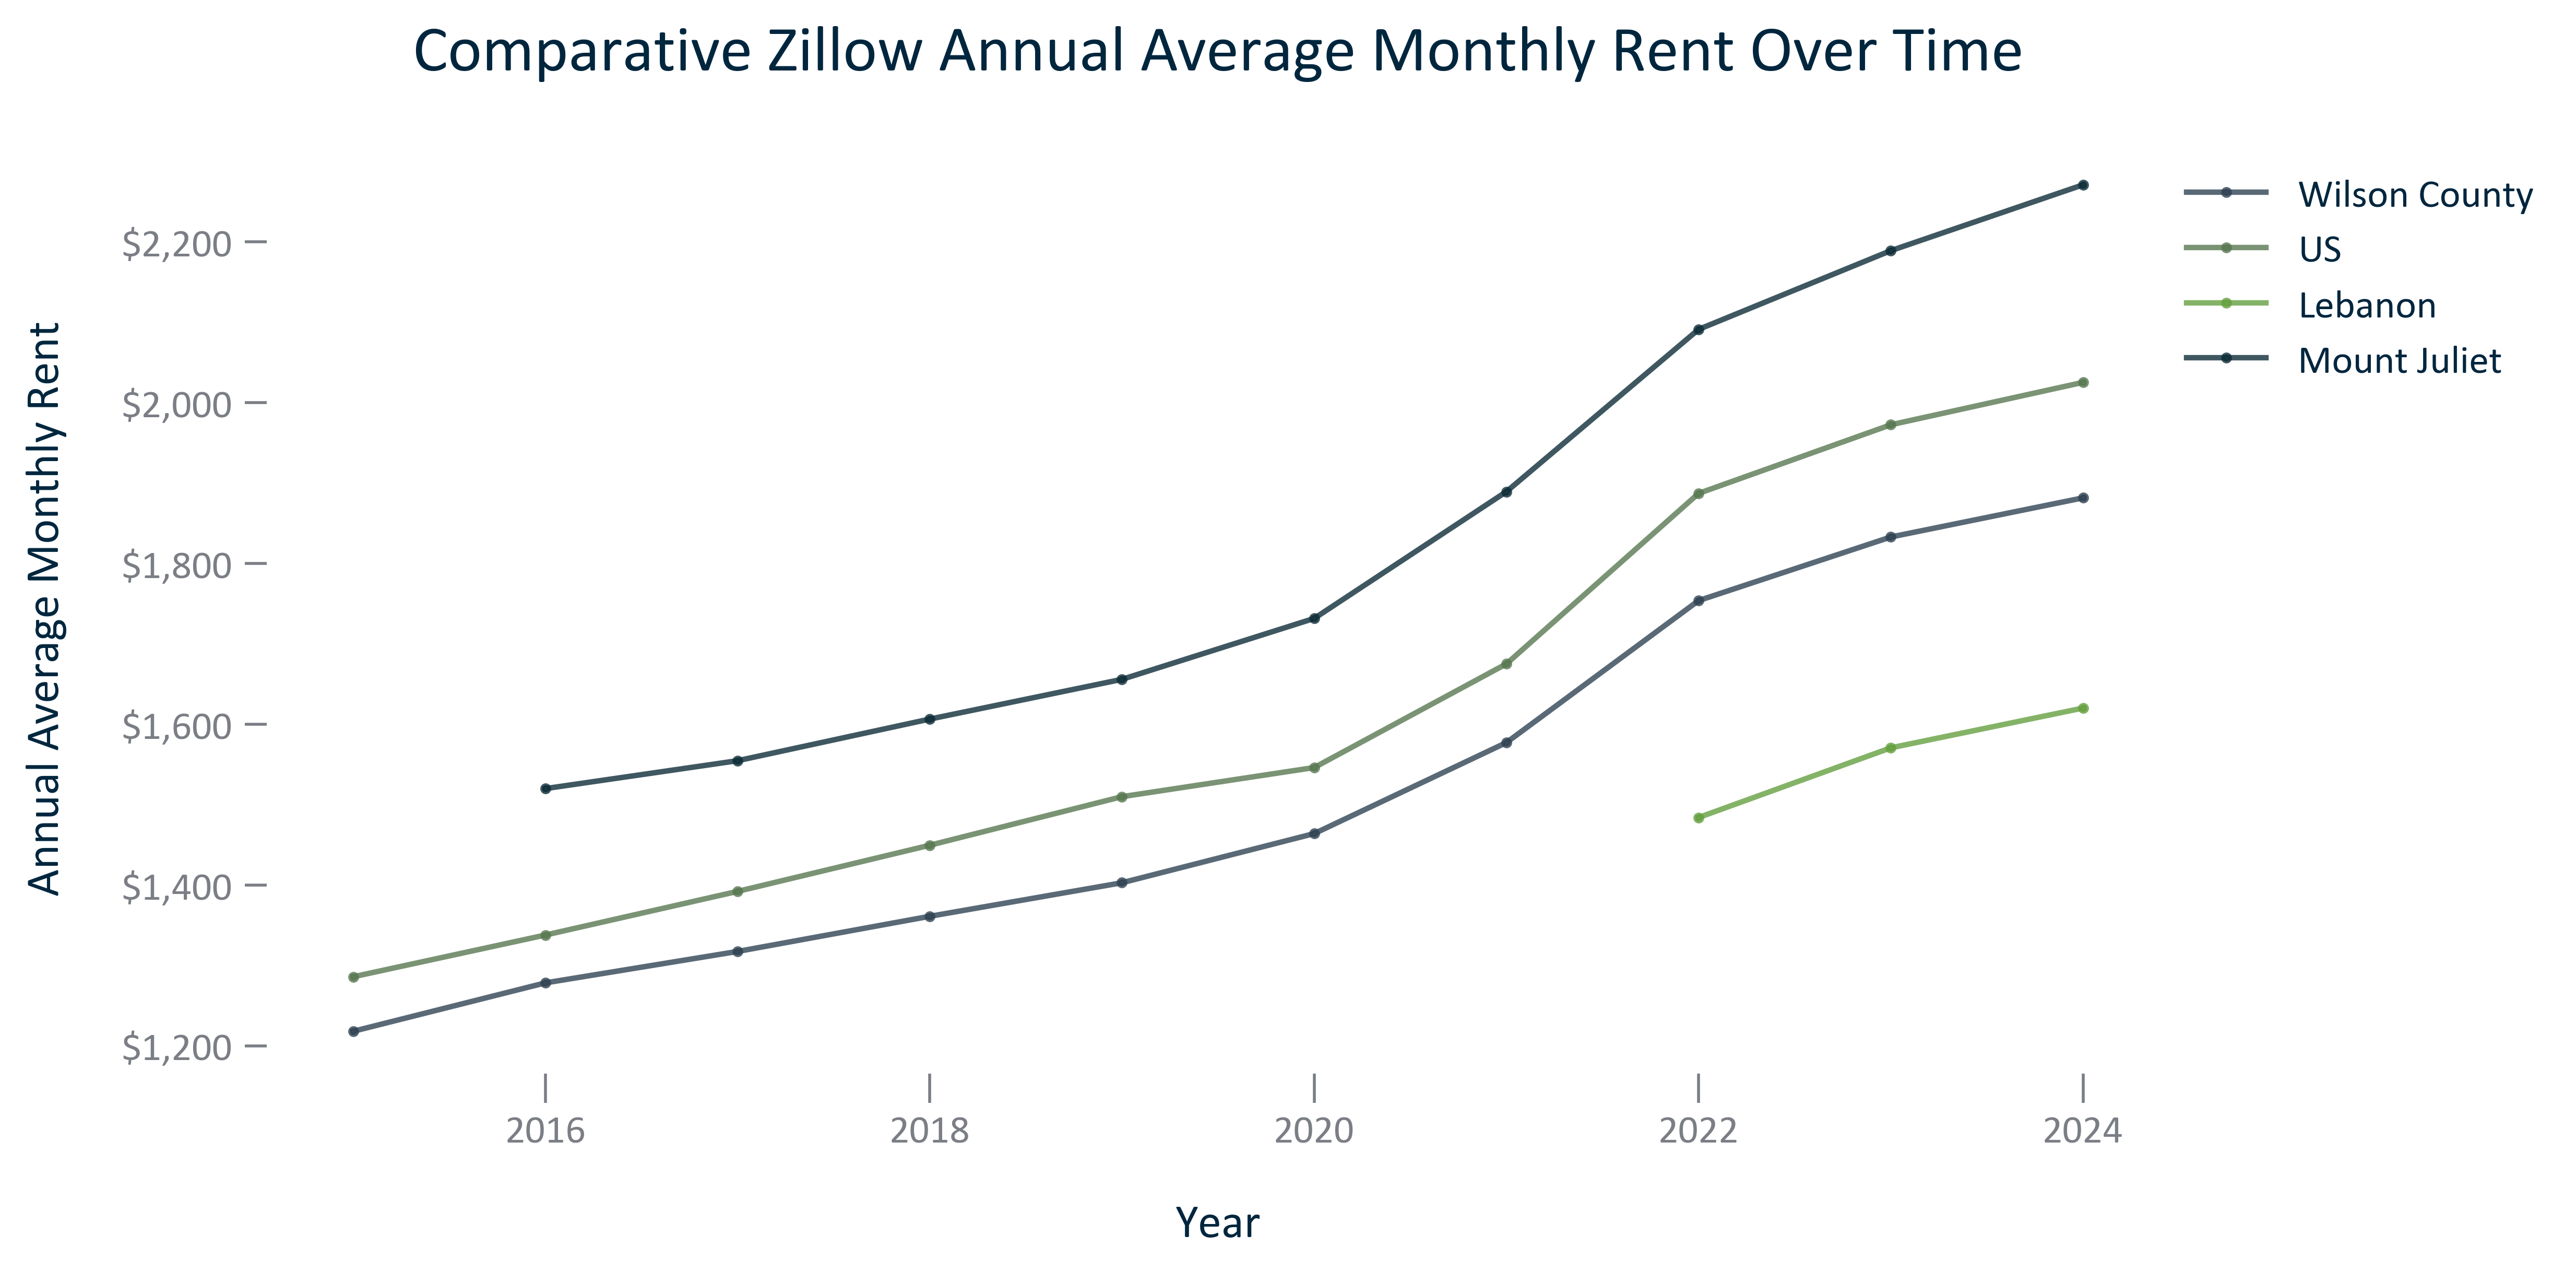 Comparative Zillow Annual Average Monthly Rent Over Time
Annual Average Monthly Rent
$2,200
$2,000
$1,800
$1,600
$1,400
$1,200
2016
2018
2020
2022
2024
Year
Wilson County
US
Lebanon
Mount Juliet